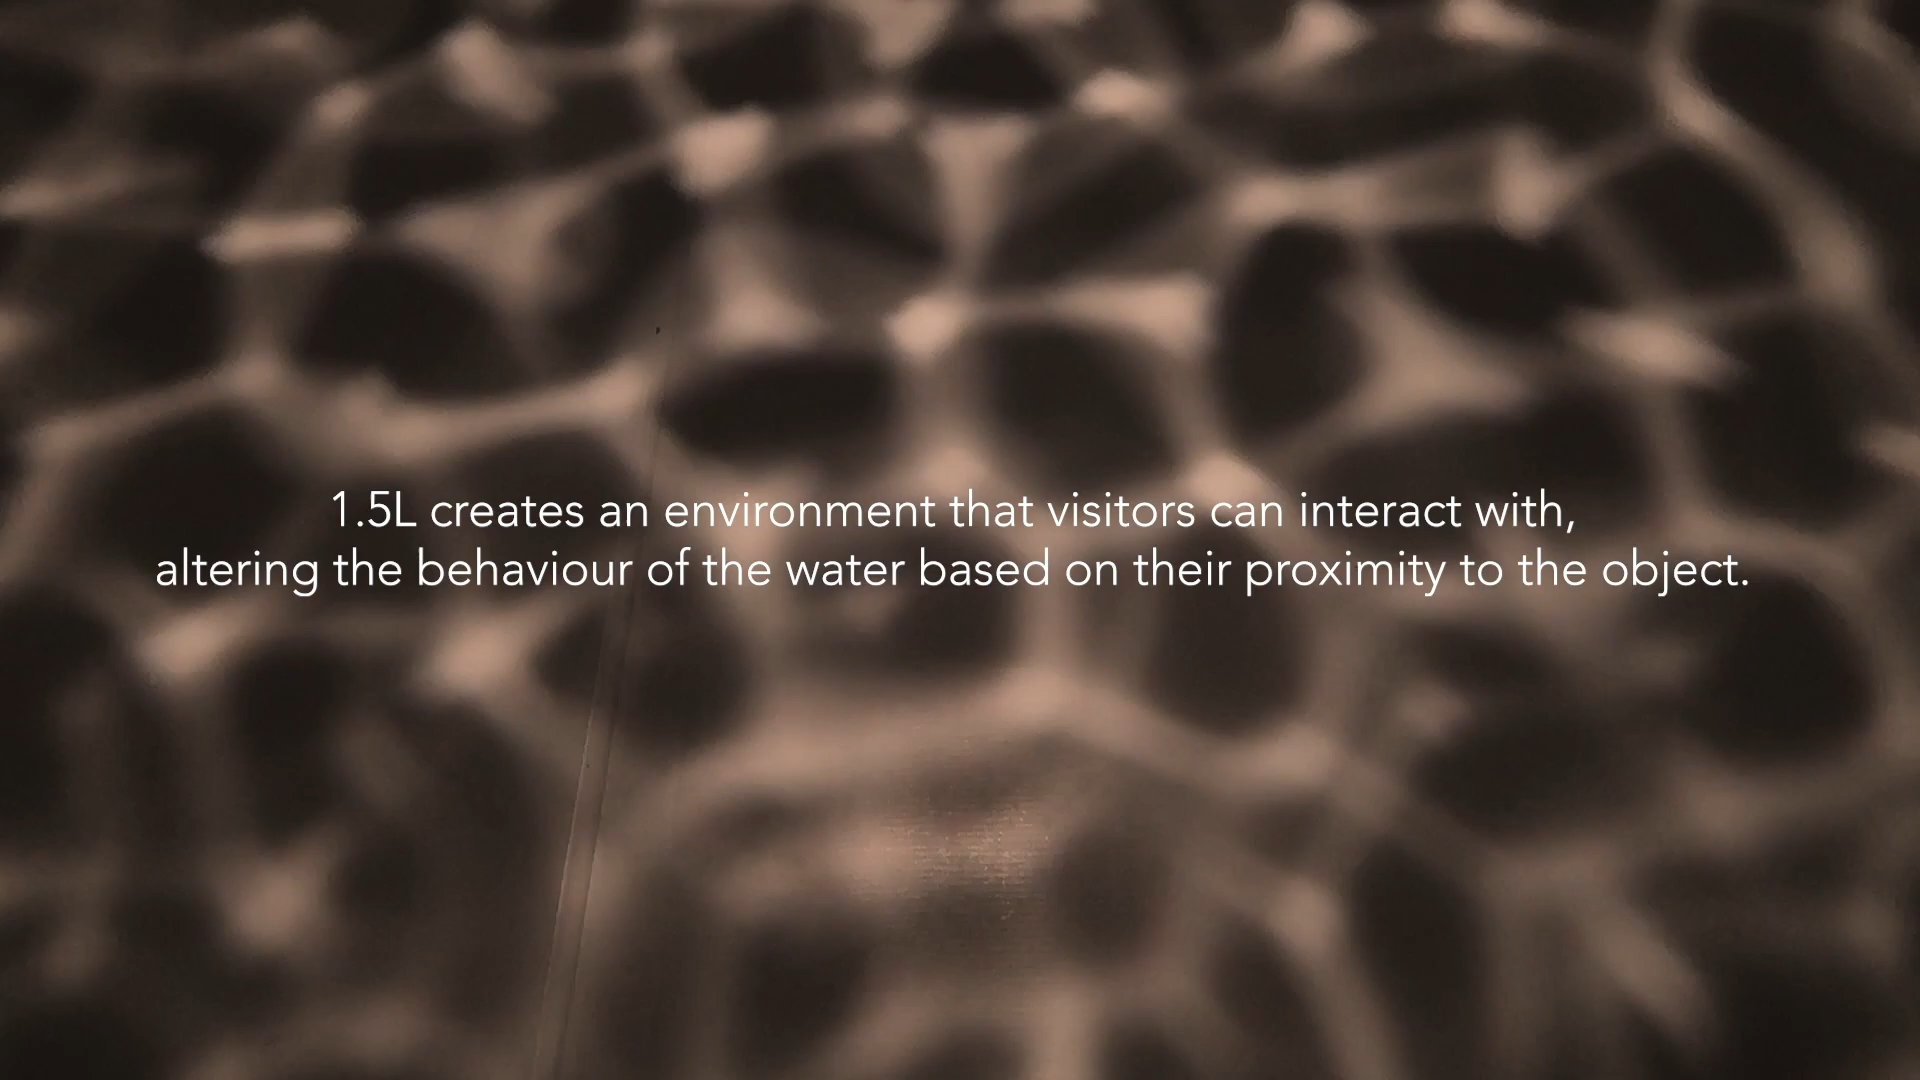 1.5L creates an environment that visitors can interact with,
altering the behaviour of the water based on their proximity to the object.